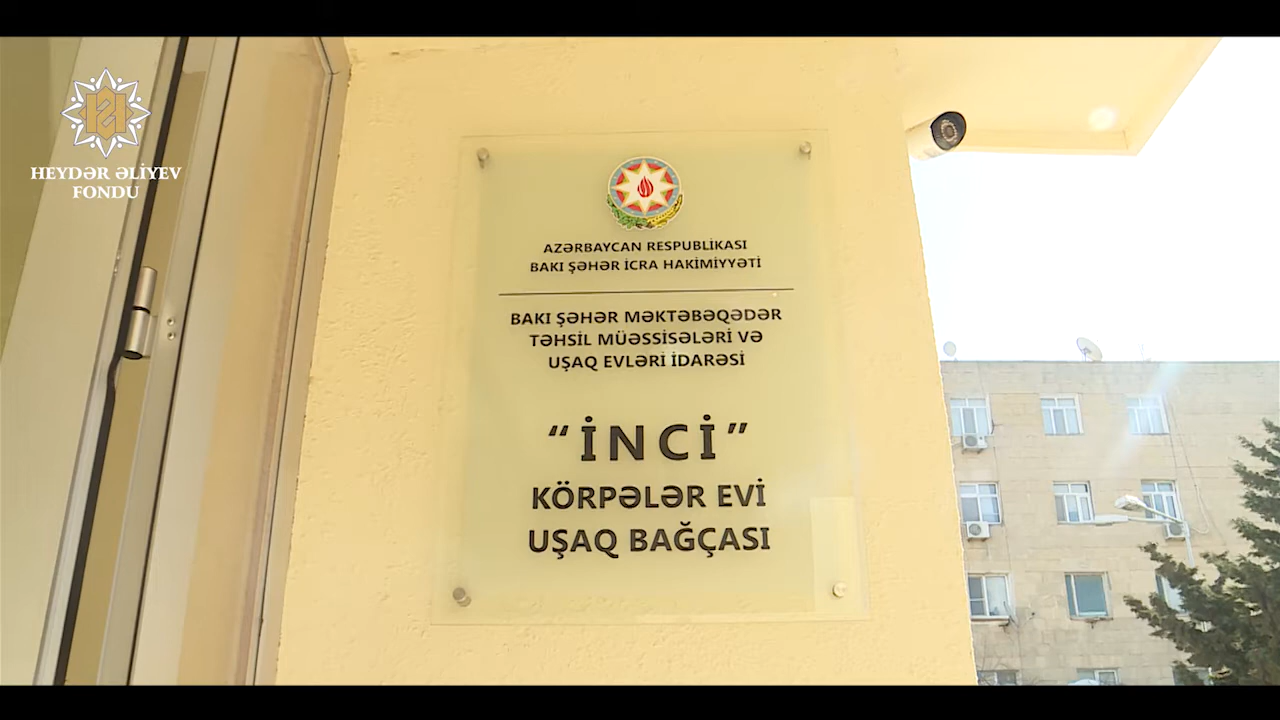 HEYDƏR ƏLİYEV
FONDU
AZƏRBAYCAN RESPUBLİKASI
BAKI ŞƏHƏR İCRA HAKİMİYYƏTİ
BAKI ŞƏHƏR MƏKTƏBƏQƏDƏR
TƏHSİL MÜƏSSİSƏLƏRİ VƏ
UŞAQ EVLƏRİ İDARƏSİ
“İNCİ”
KÖRPƏLƏR EVİ
UŞAQ BAĞÇASI